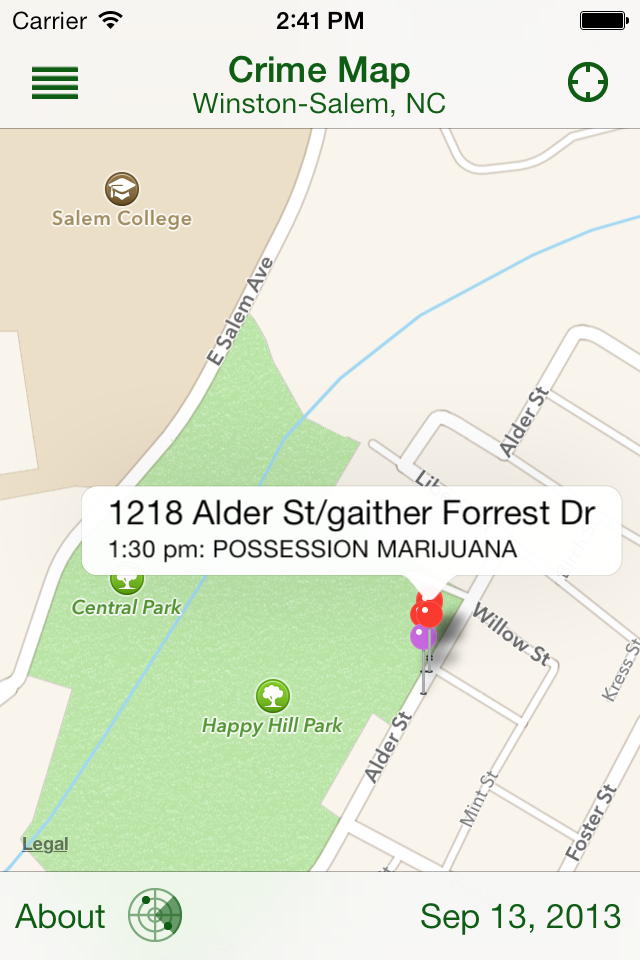 Carrier 2:41 PM
Crime Map
Winston-Salem, NC
Salem College
E Salem Ave
Alder St
1218 Alder St/gaither Forrest Dr
1:30 pm: POSSESSION MARIJUANA
Central Park
Willow St
Kress St
Happy Hill Park
Alder St
Mint St
Foster St
Legal
About Sep 13, 2013